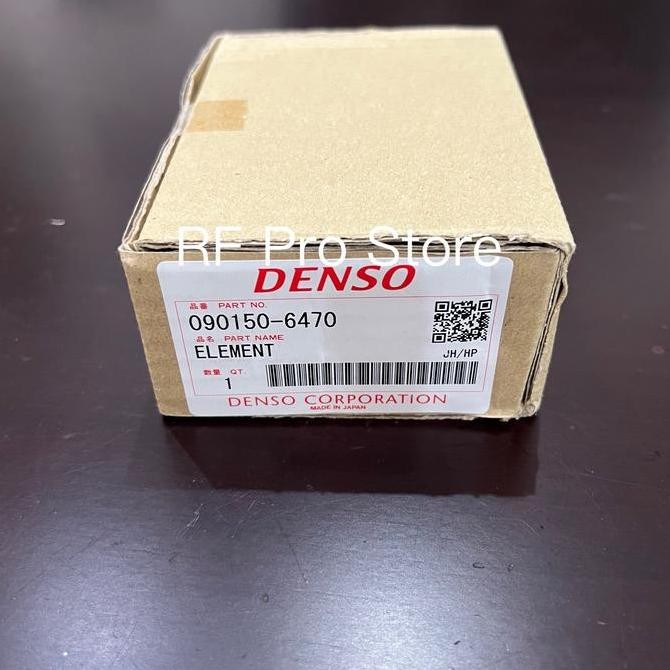 RF Pro Store
DENSO
品番 PART NO.
090150-6470
品名 PART NAME
ELEMENT
JH/HP
数量 QT.
1
DENSO CORPORATION
MADE IN JAPAN